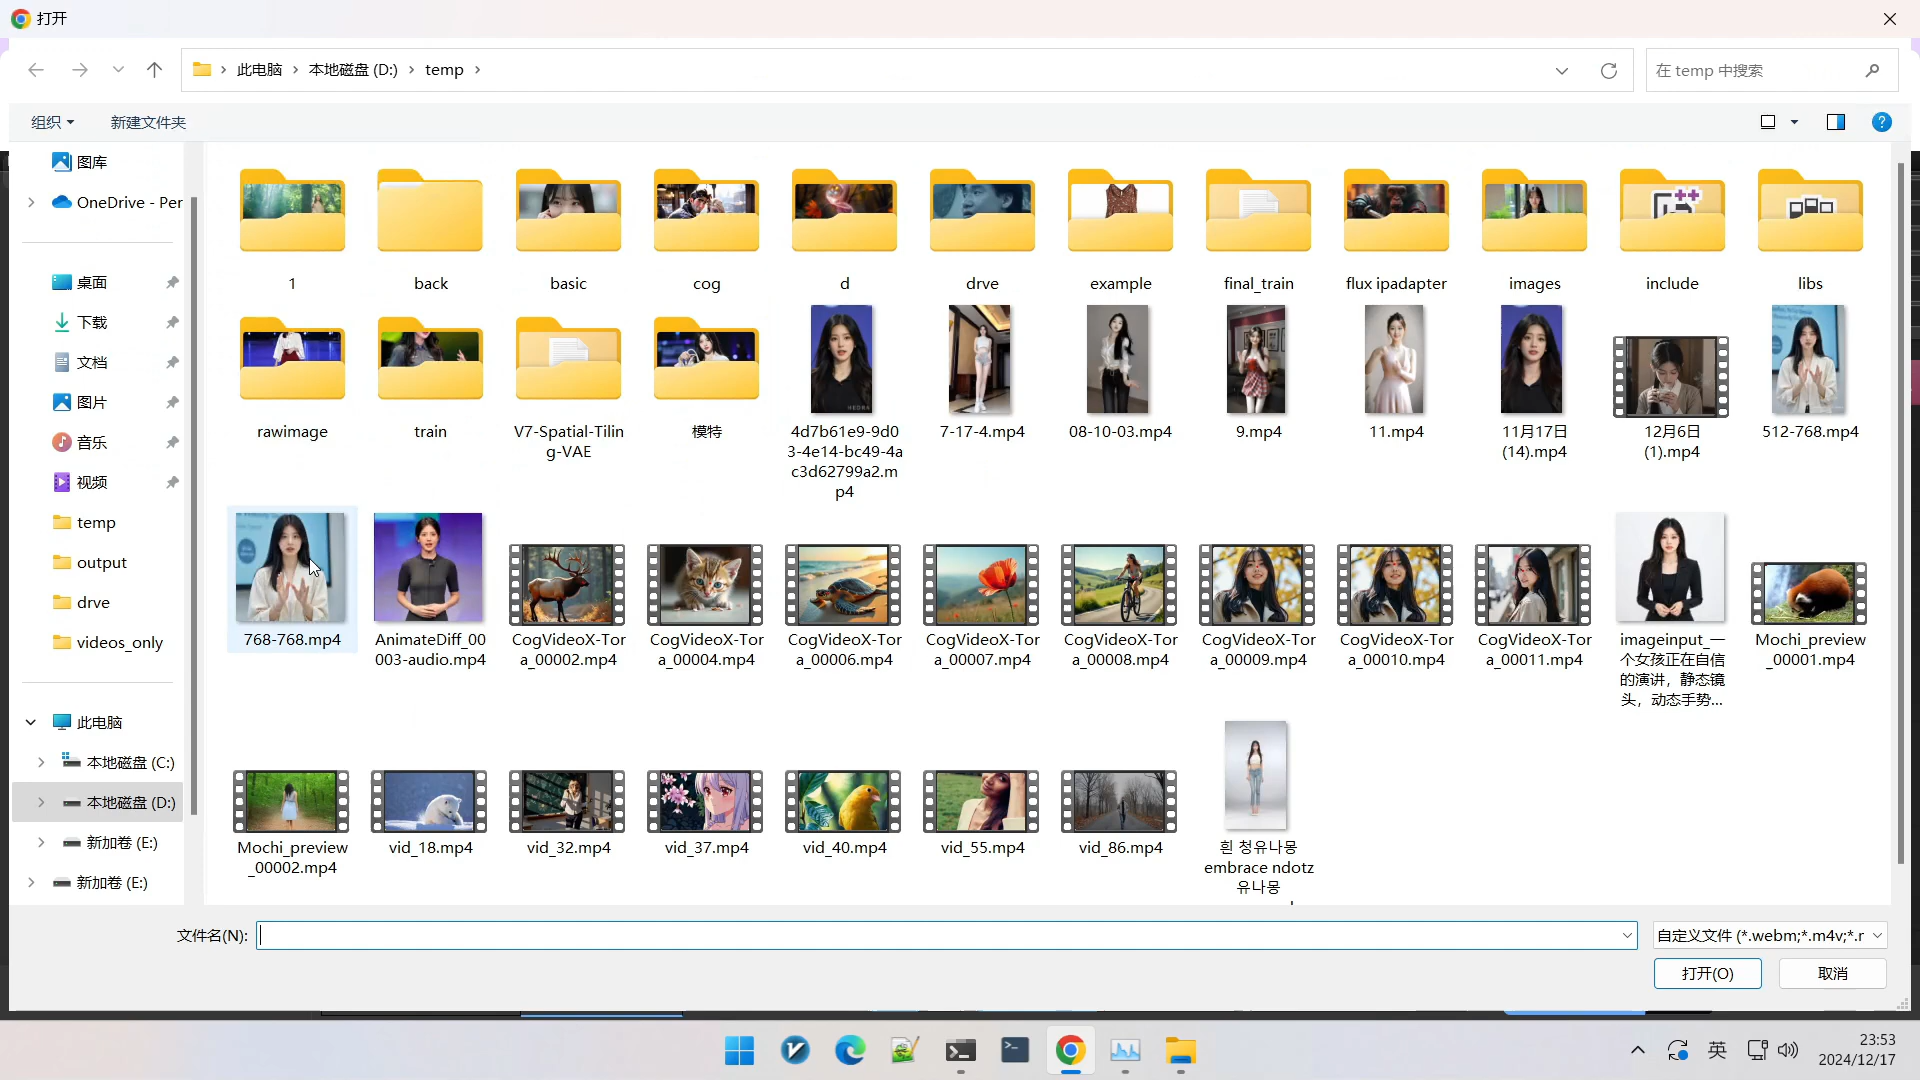 打开
此电脑 › 本地磁盘 (D:) › temp ›
在 temp 中搜索
组织
新建文件夹
图库
OneDrive - Per
桌面
下载
文档
图片
音乐
视频
temp
output
drve
videos_only
此电脑
本地磁盘 (C:)
本地磁盘 (D:)
新加卷 (E:)
新加卷 (E:)
1
back
basic
cog
d
drve
example
final_train
flux ipadapter
images
include
libs
rawimage
train
V7-Spatial-Tilin
g-VAE
模特
4d7b61e9-9d0
3-4e14-bc49-4a
c3d62799a2.m
p4
7-17-4.mp4
08-10-03.mp4
9.mp4
11.mp4
11月17日
(14).mp4
12月6日
(1).mp4
512-768.mp4
768-768.mp4
AnimateDiff_00
003-audio.mp4
CogVideoX-Tor
a_00002.mp4
CogVideoX-Tor
a_00004.mp4
CogVideoX-Tor
a_00006.mp4
CogVideoX-Tor
a_00007.mp4
CogVideoX-Tor
a_00008.mp4
CogVideoX-Tor
a_00009.mp4
CogVideoX-Tor
a_00010.mp4
CogVideoX-Tor
a_00011.mp4
imageinput_一
个女孩正在自信
的演讲，静态镜
头，动态手势...
Mochi_preview
_00001.mp4
Mochi_preview
_00002.mp4
vid_18.mp4
vid_32.mp4
vid_37.mp4
vid_40.mp4
vid_55.mp4
vid_86.mp4
흰 청유나몽
embrace ndotz
유나몽
文件名(N):
自定义文件 (*.webm;*.m4v;*.r
打开(O)
取消
英
23:53
2024/12/17